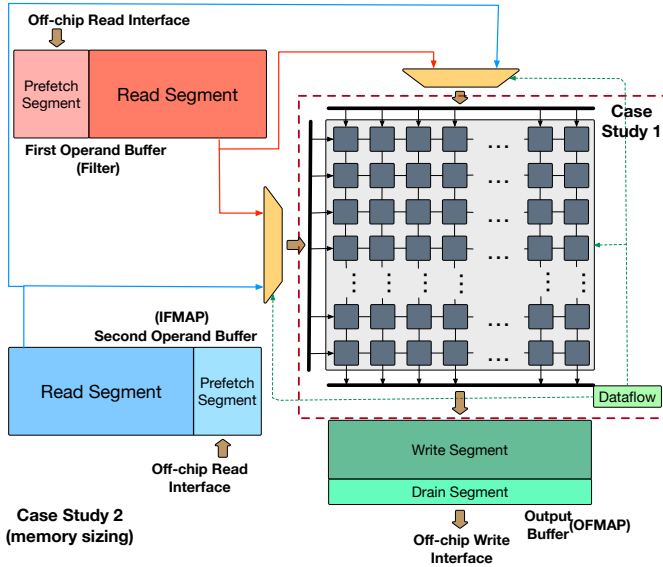 Off-chip Read Interface
Prefetch
Segment
Read Segment
First Operand Buffer
(Filter)
Case
Study 1
...
...
...
...
...
...
(IFMAP)
Second Operand Buffer
Read Segment
Prefetch
Segment
Off-chip Read
Interface
Dataflow
Write Segment
Drain Segment
Output
Buffer
(OFMAP)
Off-chip Write
Interface
Case Study 2
(memory sizing)